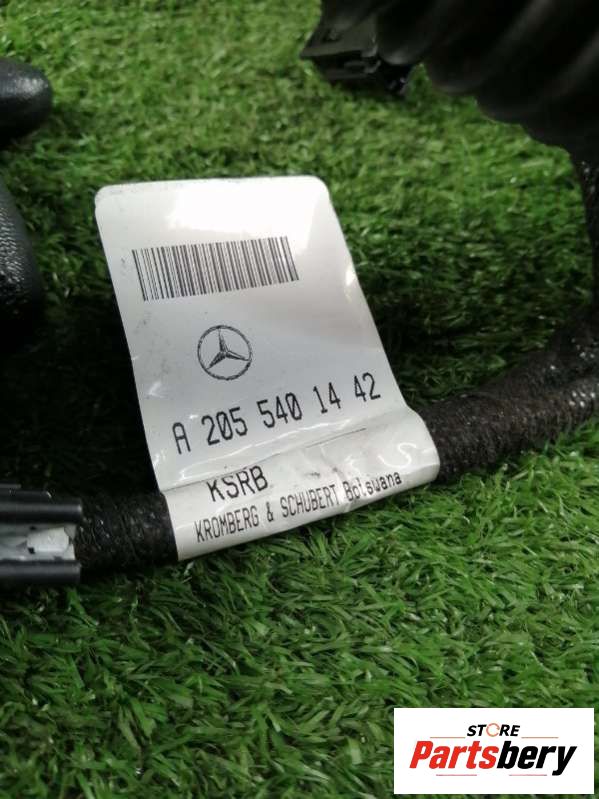 A 205 540 14 42
KSRB
KROMBERG & SCHUBERT Botswana
STORE
Partsbery